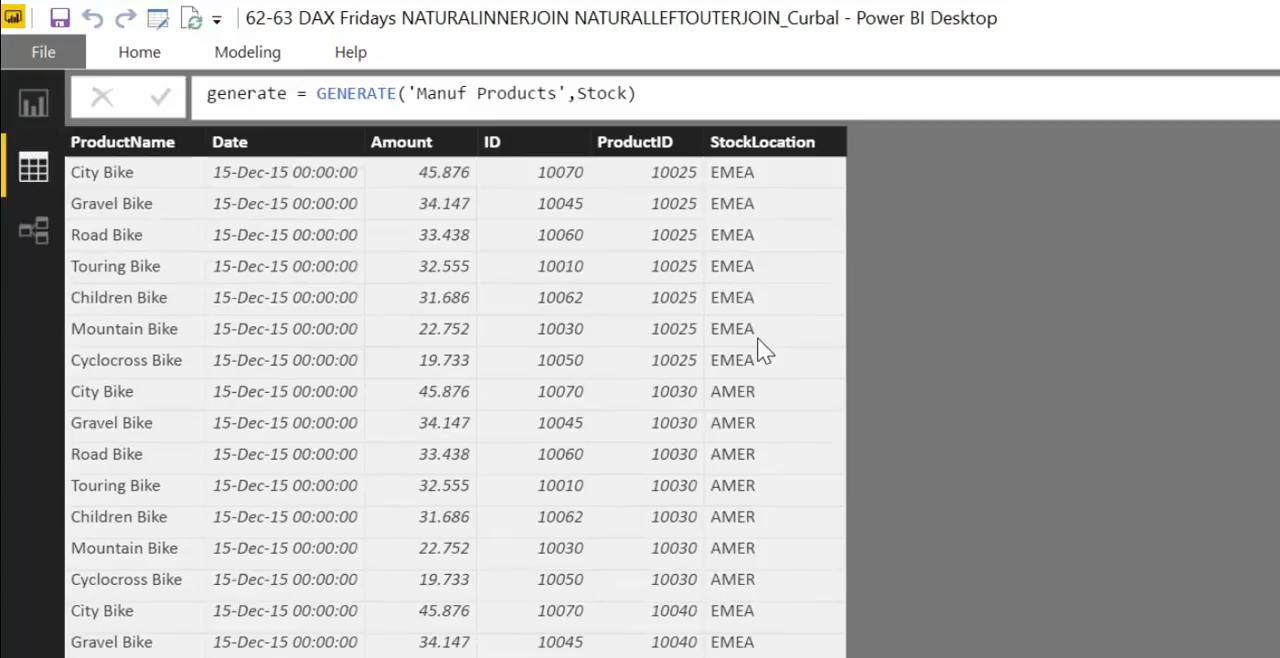 62-63 DAX Fridays NATURALINNERJOIN NATURALLEFTOUTERJOIN_Curbal - Power BI Desktop
File Home Modeling Help
generate = GENERATE('Manuf Products',Stock)
ProductName Date Amount ID ProductID StockLocation
City Bike 15-Dec-15 00:00:00 45.876 10070 10025 EMEA
Gravel Bike 15-Dec-15 00:00:00 34.147 10045 10025 EMEA
Road Bike 15-Dec-15 00:00:00 33.438 10060 10025 EMEA
Touring Bike 15-Dec-15 00:00:00 32.555 10010 10025 EMEA
Children Bike 15-Dec-15 00:00:00 31.686 10062 10025 EMEA
Mountain Bike 15-Dec-15 00:00:00 22.752 10030 10025 EMEA
Cyclocross Bike 15-Dec-15 00:00:00 19.733 10050 10025 EMEA
City Bike 15-Dec-15 00:00:00 45.876 10070 10030 AMER
Gravel Bike 15-Dec-15 00:00:00 34.147 10045 10030 AMER
Road Bike 15-Dec-15 00:00:00 33.438 10060 10030 AMER
Touring Bike 15-Dec-15 00:00:00 32.555 10010 10030 AMER
Children Bike 15-Dec-15 00:00:00 31.686 10062 10030 AMER
Mountain Bike 15-Dec-15 00:00:00 22.752 10030 10030 AMER
Cyclocross Bike 15-Dec-15 00:00:00 19.733 10050 10030 AMER
City Bike 15-Dec-15 00:00:00 45.876 10070 10040 EMEA
Gravel Bike 15-Dec-15 00:00:00 34.147 10045 10040 EMEA